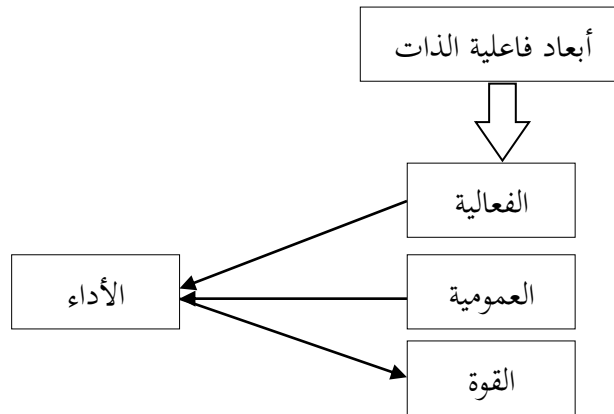 أبعاد فاعلية الذات
الفعالية
العمومية
الأداء
القوة